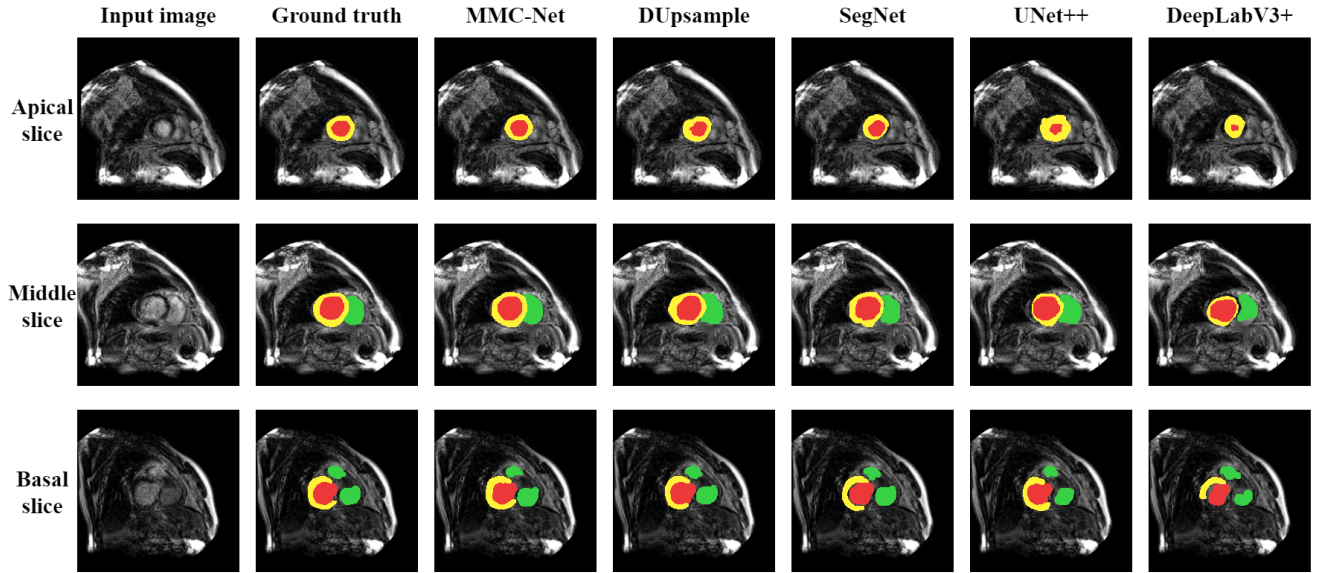 Input image
Ground truth
MMC-Net
DUpsample
SegNet
UNet++
DeepLabV3+
Apical
slice
Middle
slice
Basal
slice